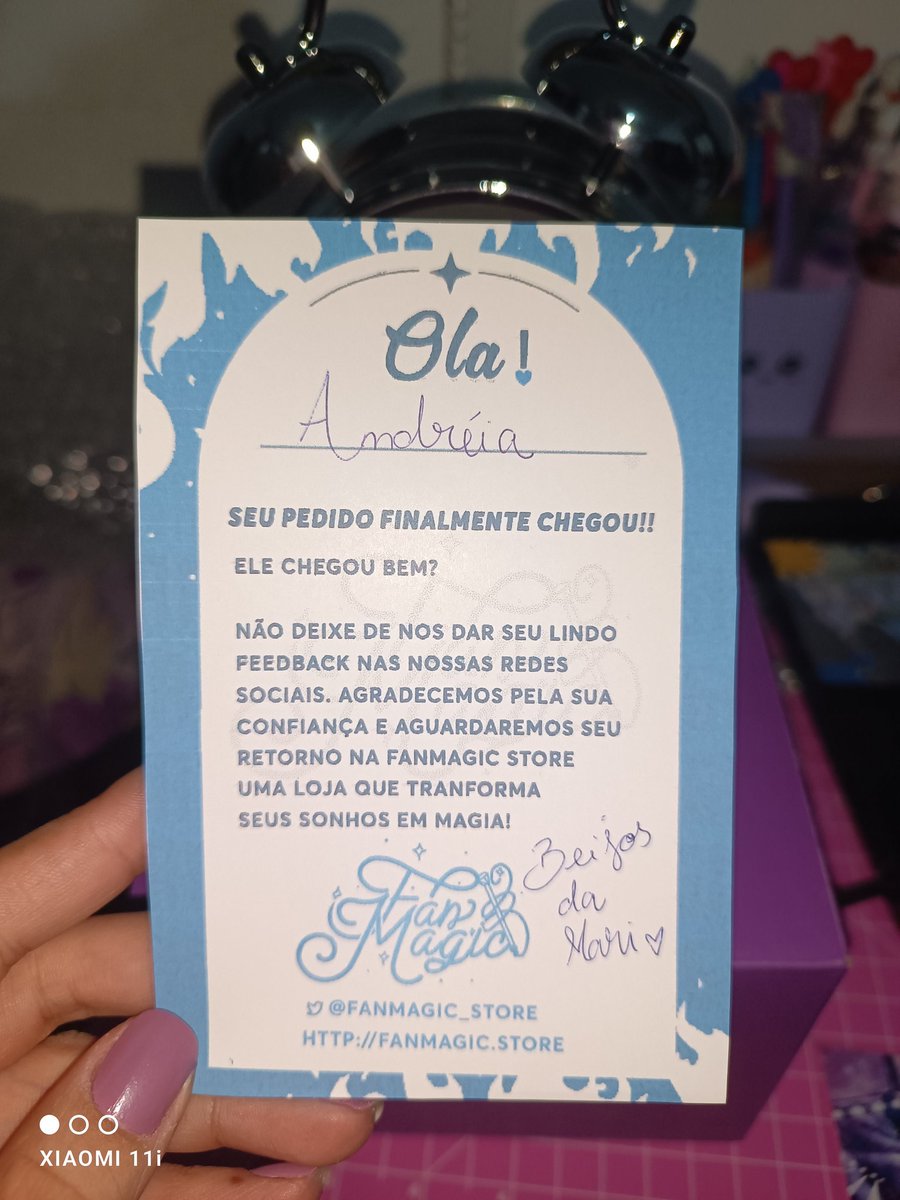 Ola!
Andréia
SEU PEDIDO FINALMENTE CHEGOU!!
ELE CHEGOU BEM?
NÃO DEIXE DE NOS DAR SEU LINDO
FEEDBACK NAS NOSSAS REDES
SOCIAIS. AGRADECEMOS PELA SUA
CONFIANÇA E AGUARDAREMOS SEU
RETORNO NA FANMAGIC STORE
UMA LOJA QUE TRANFORMA
SEUS SONHOS EM MAGIA!
Beijos
da
Mari
Fan
Magic
@FANMAGIC_STORE
HTTP://FANMAGIC.STORE
XIAOMI 11i